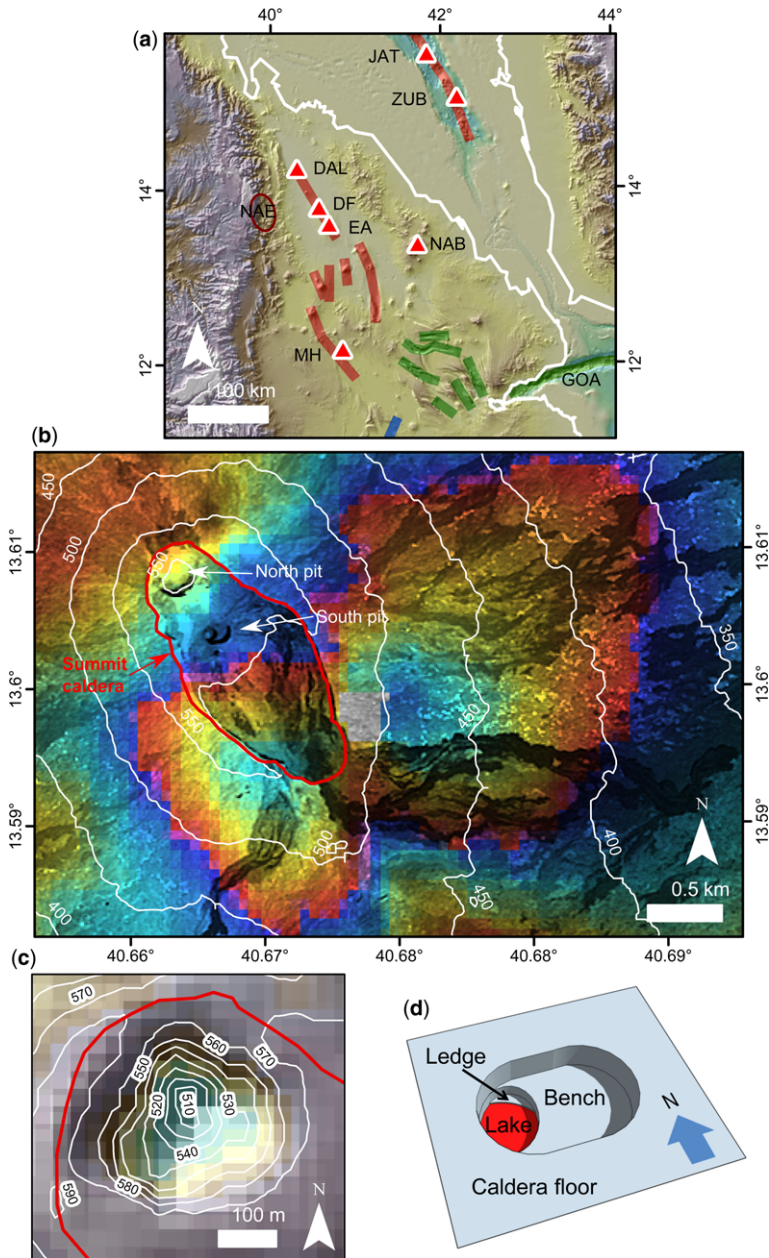 40°
42°
44°
(a)
JAT
ZUB
14°
14°
DAL
NAE
DF
EA
NAB
12°
12°
MH
GOA
N
100 km
(b)
450
500
550
13.61°
13.61°
North pit
South pit
350
Summit
caldera
13.6°
13.6°
450
550
13.59°
13.59°
500
N
400
400
450
0.5 km
40.66°
40.67°
40.68°
40.68°
40.69°
(c)
570
560
550
570
520
510
530
540
580
590
N
100 m
(d)
Ledge
Bench
Lake
N
Caldera floor